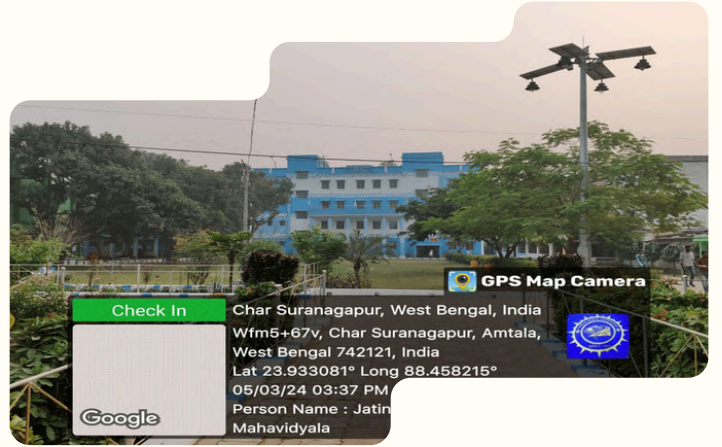 GPS Map Camera
Check In
Char Suranagapur, West Bengal, India
Wfm5+67v, Char Suranagapur, Amtala,
West Bengal 742121, India
Lat 23.933081° Long 88.458215°
05/03/24 03:37 PM
Person Name : Jatin
Mahavidyala
Google